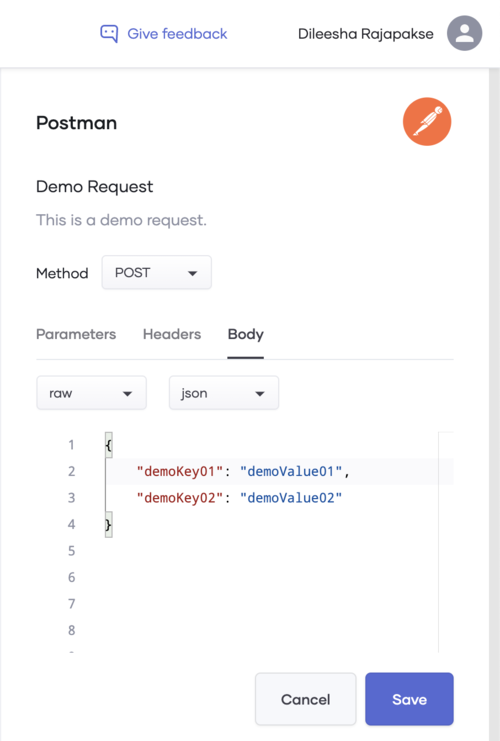 Give feedback Dileesha Rajapakse
Postman
Demo Request
This is a demo request.
Method POST
Parameters Headers Body
raw json
1 {
2 "demoKey01": "demoValue01",
3 "demoKey02": "demoValue02"
4 }
5
6
7
8
Cancel Save